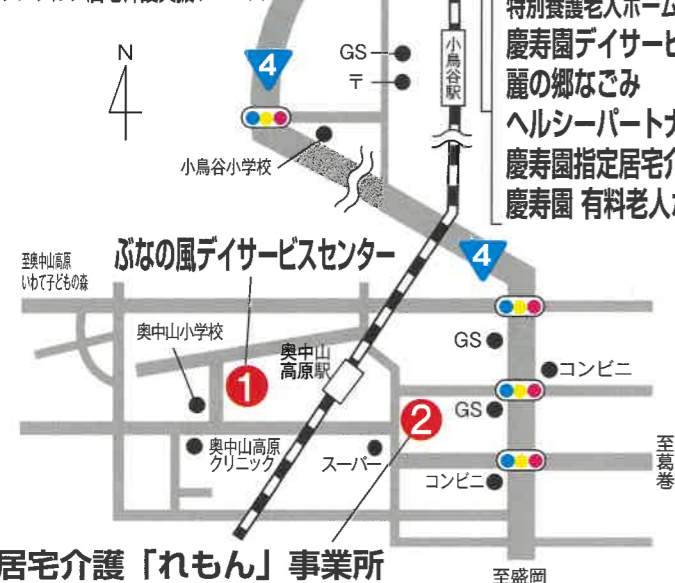 N
4
GS
〒
小鳥谷駅
小鳥谷小学校
特別養護老人ホーム
慶寿園デイサービ
麗の郷なごみ
ヘルシーパートナ
慶寿園指定居宅介
慶寿園 有料老人
4
至奥中山高原
いわて子どもの森
ぶなの風デイサービスセンター
奥中山小学校
1
奥中山
高原駅
GS
コンビニ
2
GS
奥中山高原
クリニック
スーパー
コンビニ
至葛巻
居宅介護「れもん」事業所
至盛岡